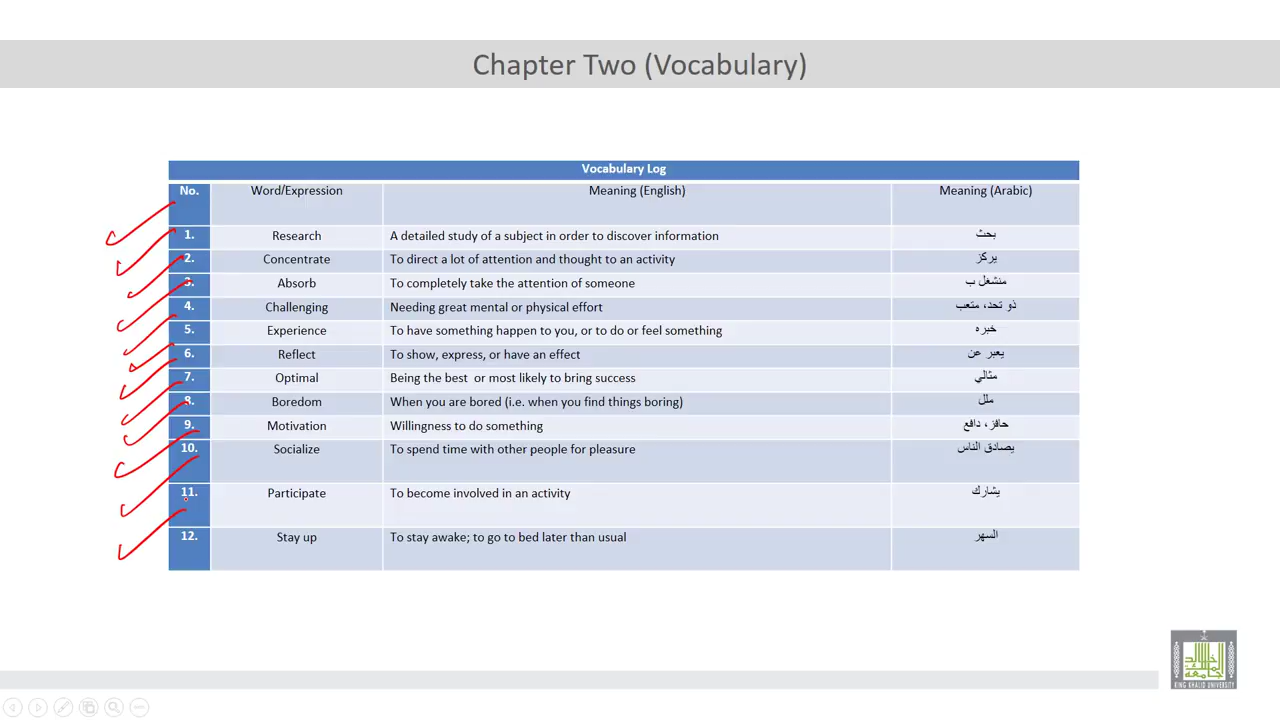 Chapter Two (Vocabulary)
Vocabulary Log
No. Word/Expression Meaning (English) Meaning (Arabic)
1. Research A detailed study of a subject in order to discover information بحث
2. Concentrate To direct a lot of attention and thought to an activity يركز
3. Absorb To completely take the attention of someone منشغل ب
4. Challenging Needing great mental or physical effort ذو تحد، متعب
5. Experience To have something happen to you, or to do or feel something خبره
6. Reflect To show, express, or have an effect يعبر عن
7. Optimal Being the best or most likely to bring success مثالي
8. Boredom When you are bored (i.e. when you find things boring) ملل
9. Motivation Willingness to do something حافز، دافع
10. Socialize To spend time with other people for pleasure يصادق الناس
11. Participate To become involved in an activity يشارك
12. Stay up To stay awake; to go to bed later than usual السهر
KING KHALID UNIVERSITY